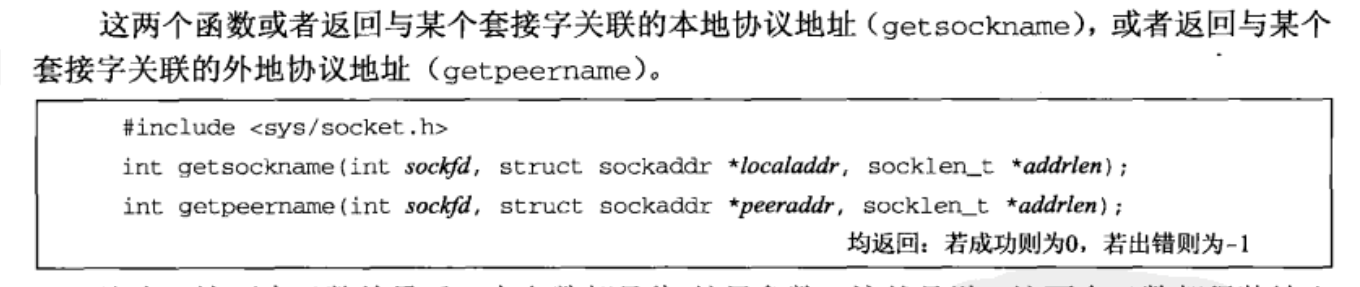 这两个函数或者返回与某个套接字关联的本地协议地址（getsockname），或者返回与某个
套接字关联的外地协议地址（getpeername）。
#include <sys/socket.h>
int getsockname(int sockfd, struct sockaddr *localaddr, socklen_t *addrlen);
int getpeername(int sockfd, struct sockaddr *peeraddr, socklen_t *addrlen);
均返回：若成功则为0，若出错则为-1